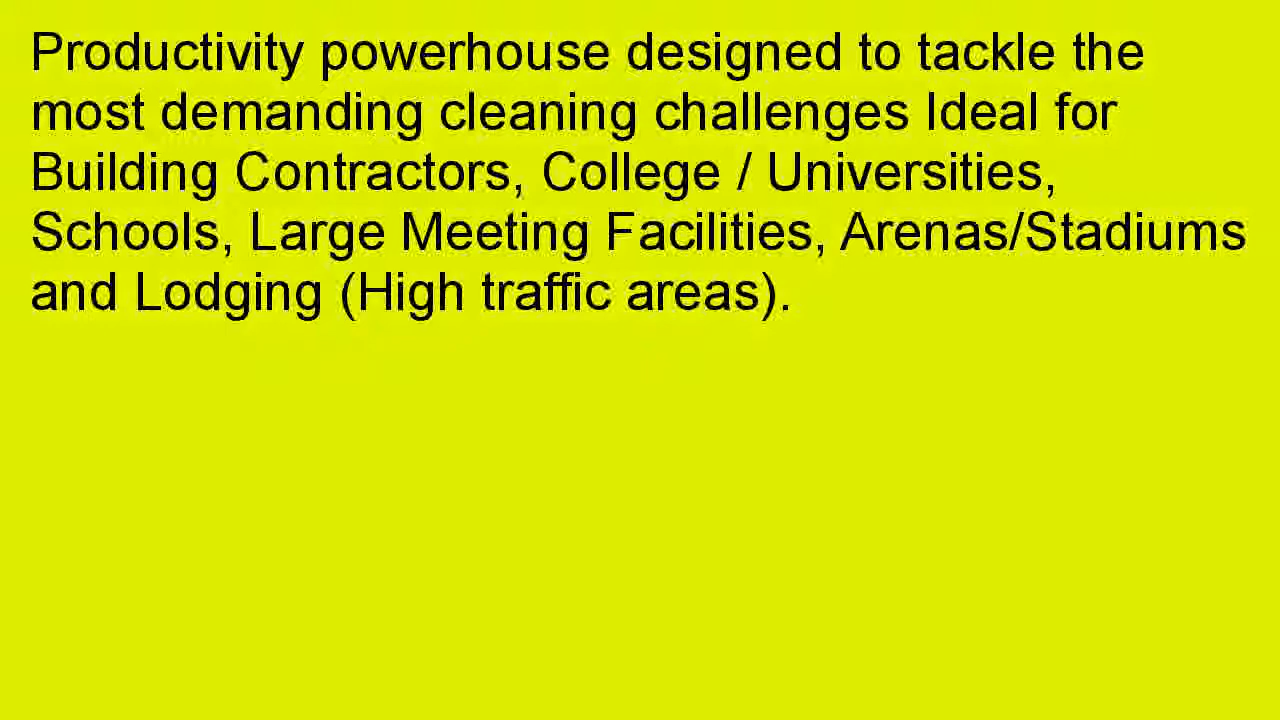 Productivity powerhouse designed to tackle the
most demanding cleaning challenges Ideal for
Building Contractors, College / Universities,
Schools, Large Meeting Facilities, Arenas/Stadiums
and Lodging (High traffic areas).